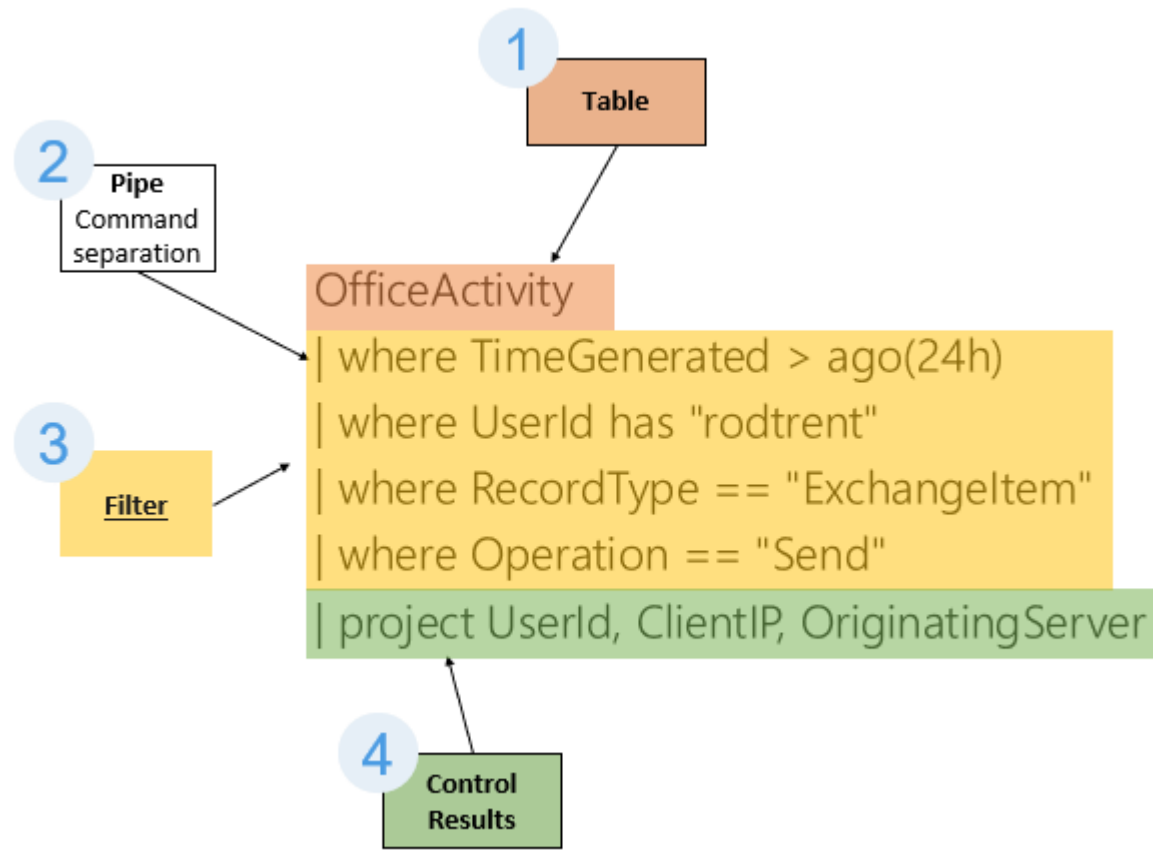 1
Table
2
Pipe
Command
separation
OfficeActivity
| where TimeGenerated > ago(24h)
| where UserId has "rodtrent"
3
Filter
| where RecordType == "ExchangeItem"
| where Operation == "Send"
| project UserId, ClientIP, OriginatingServer
4
Control
Results